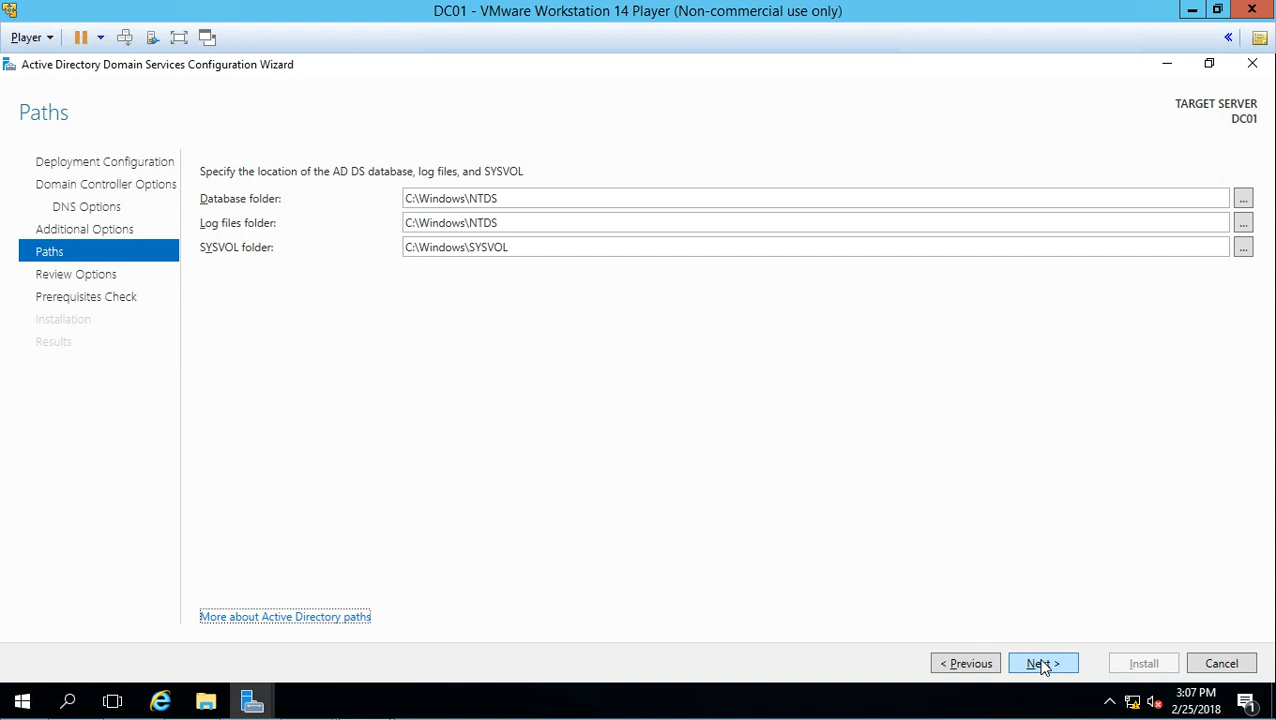 DC01 - VMware Workstation 14 Player (Non-commercial use only)
Player
Active Directory Domain Services Configuration Wizard
Paths
TARGET SERVER
DC01
Deployment Configuration
Domain Controller Options
DNS Options
Additional Options
Paths
Review Options
Prerequisites Check
Installation
Results
Specify the location of the AD DS database, log files, and SYSVOL
Database folder: C:\Windows\NTDS ...
Log files folder: C:\Windows\NTDS ...
SYSVOL folder: C:\Windows\SYSVOL ...
More about Active Directory paths
< Previous Next > Install Cancel
3:07 PM
2/25/2018
1